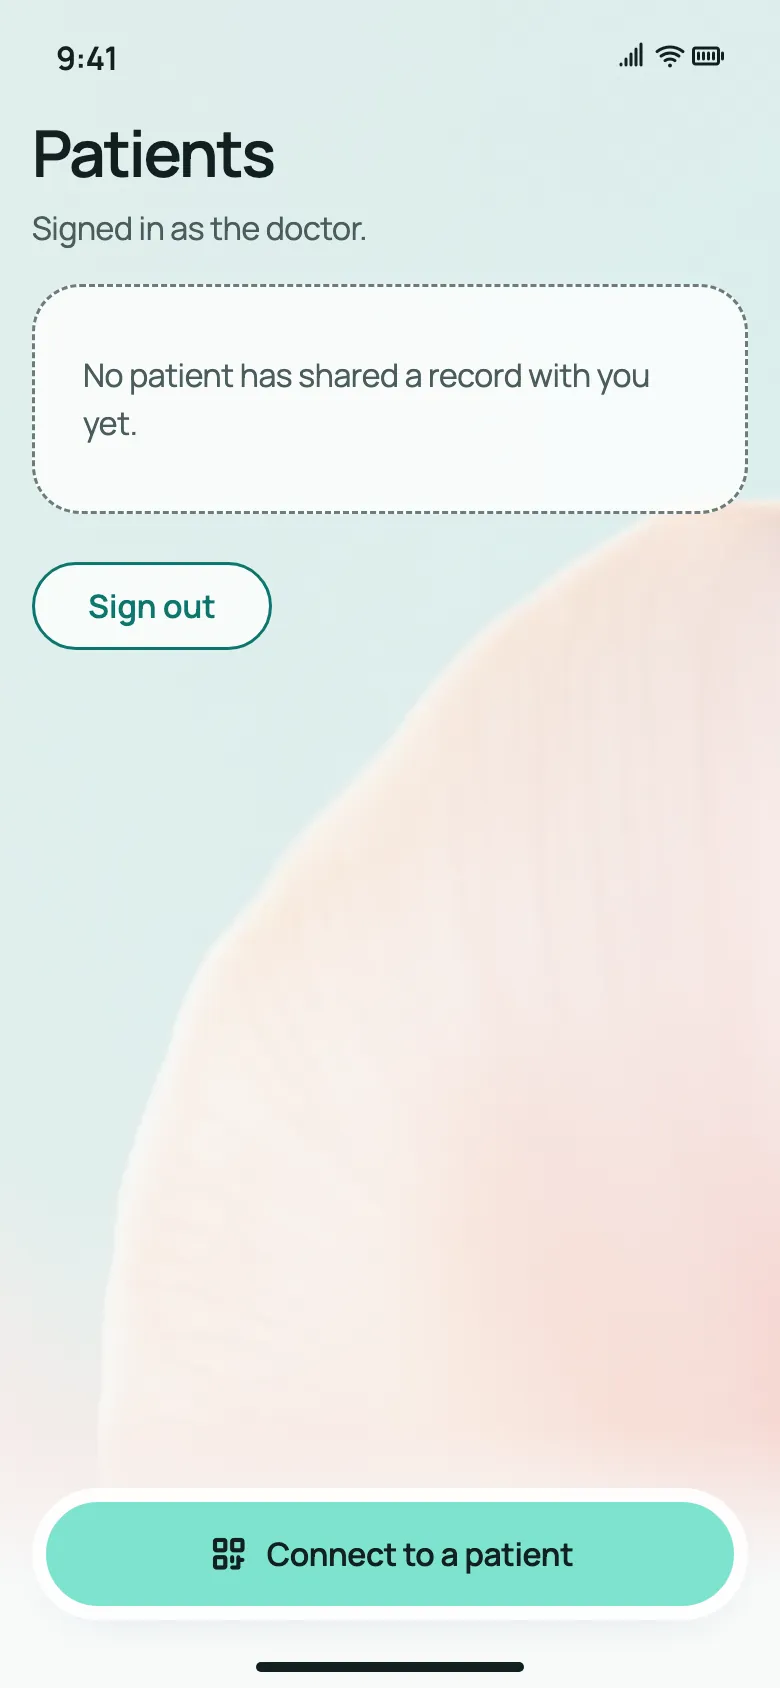 9:41
Patients
Signed in as the doctor.
No patient has shared a record with you
yet.
Sign out
Connect to a patient